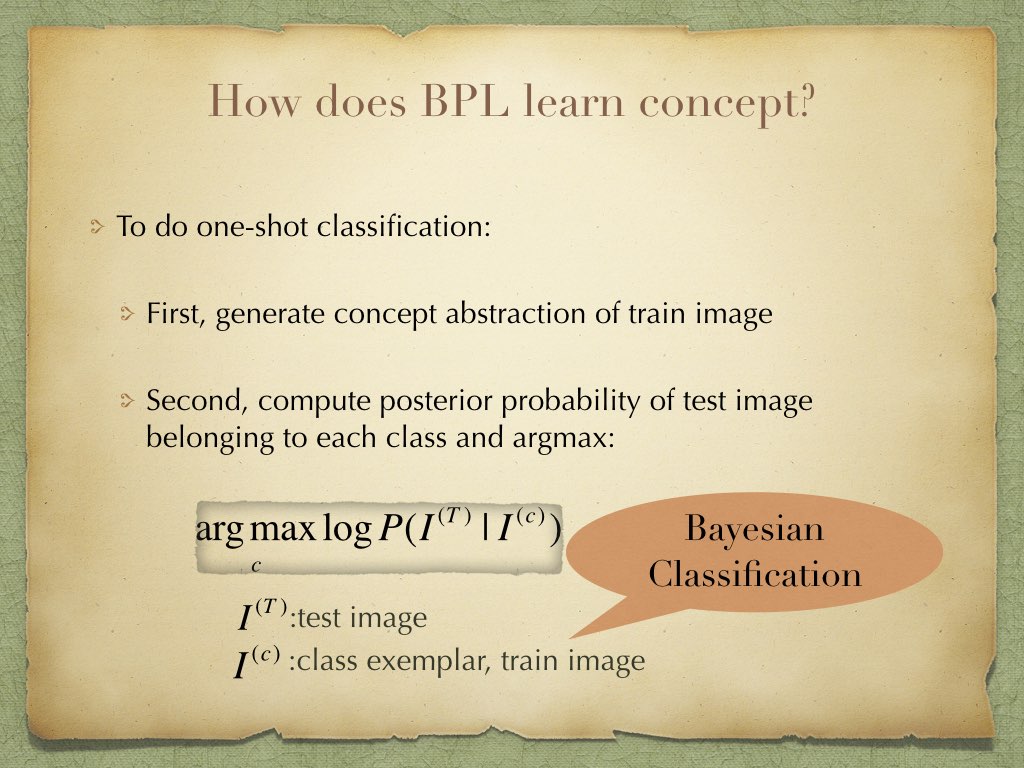 How does BPL learn concept?
To do one-shot classification:
First, generate concept abstraction of train image
Second, compute posterior probability of test image
belonging to each class and argmax:
arg max log P(I^(T) | I^(c))
c
Bayesian
Classification
I^(T) :test image
I^(c) :class exemplar, train image